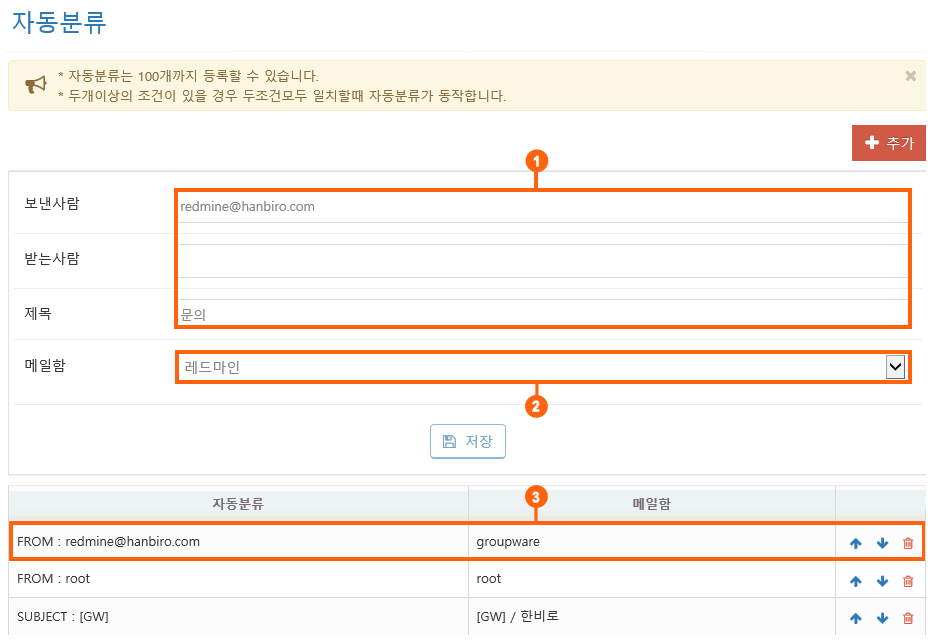 자동분류
* 자동분류는 100개까지 등록할 수 있습니다.
* 두개이상의 조건이 있을 경우 두조건모두 일치할때 자동분류가 동작합니다.
추가
1
보낸사람 redmine@hanbiro.com
받는사람
제목 문의
메일함 레드마인
2
저장
3
자동분류 메일함
FROM : redmine@hanbiro.com groupware
FROM : root root
SUBJECT : [GW] [GW] / 한비로